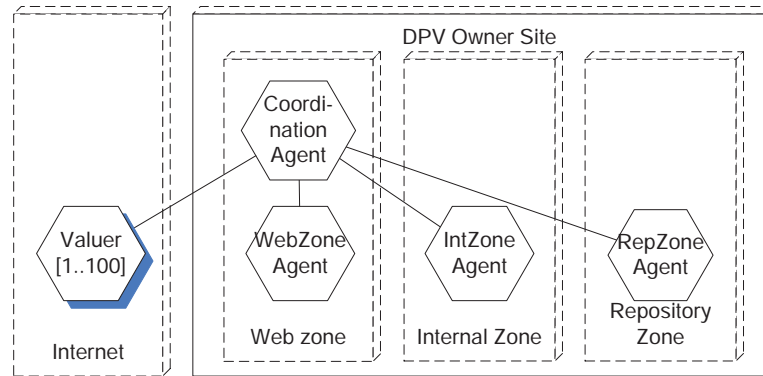 DPV Owner Site
Coordi-
nation
Agent
Valuer
[1..100]
WebZone
Agent
IntZone
Agent
RepZone
Agent
Internet
Web zone
Internal Zone
Repository
Zone